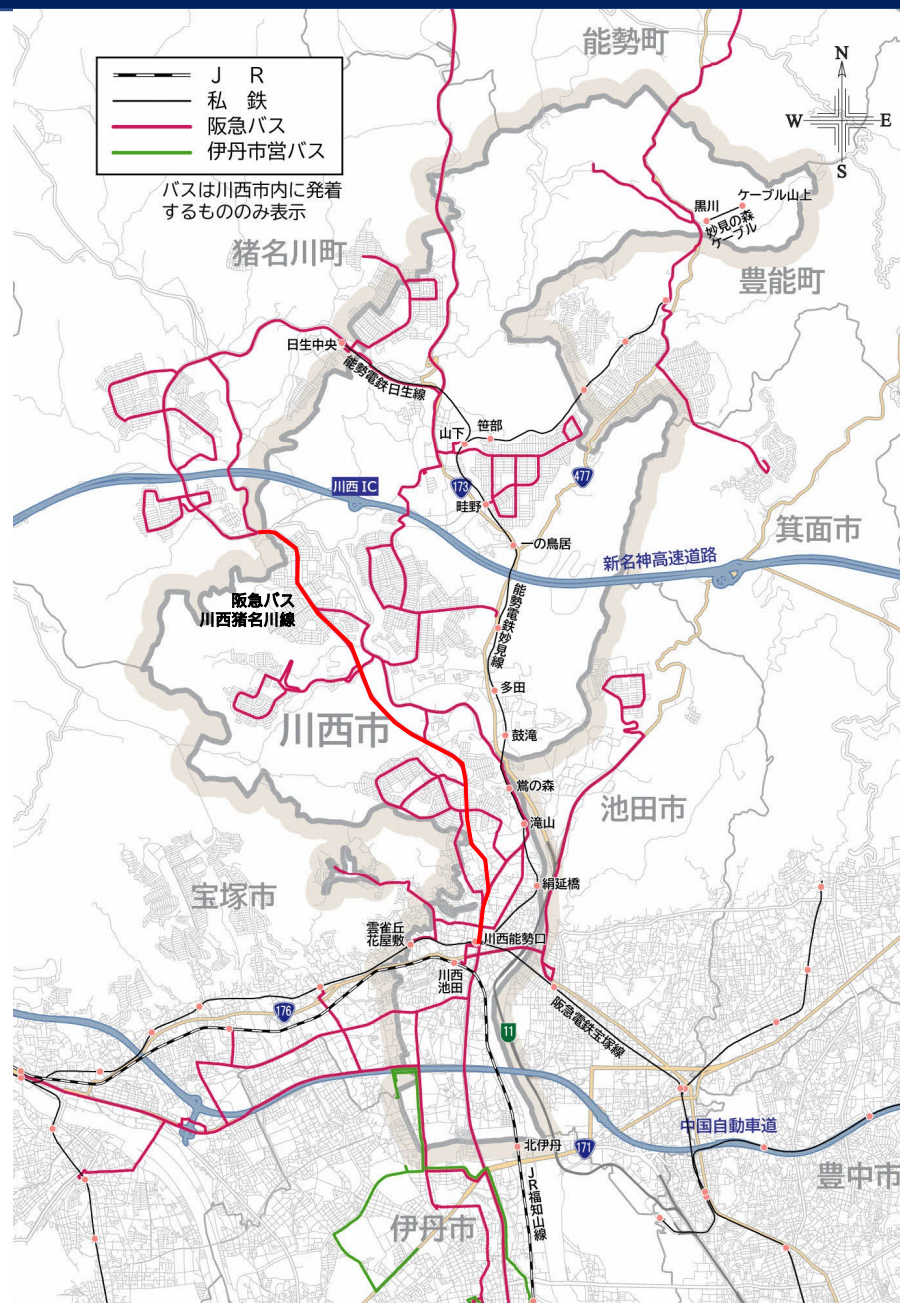 J R
私 鉄
阪急バス
伊丹市営バス
バスは川西市内に発着
するもののみ表示
N
W
E
S
能勢町
黒川
ケーブル山上
妙見の森
ケーブル
猪名川町
豊能町
日生中央
能勢電鉄日生線
山下
笹部
川西IC
173
477
畦野
一の鳥居
箕面市
新名神高速道路
阪急バス
川西猪名川線
能勢電鉄妙見線
多田
川西市
鼓滝
鴬の森
池田市
滝山
宝塚市
絹延橋
雲雀丘
花屋敷
川西能勢口
川西
池田
176
阪急電鉄宝塚線
11
中国自動車道
北伊丹
171
豊中市
JR福知山線
伊丹市